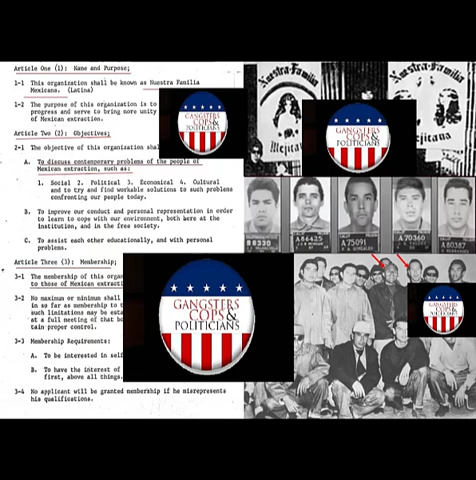 Article One (1): Name and Purpose;
1-1 This organization shall be known as Nuestra Familia
Mexicana. (Latina)
1-2 The purpose of this organization is to
progress and serve to bring more unity
of Mexican extraction.
Article Two (2): Objectives;
2-1 The objective of this organization shal
A. To discuss contemporary problems of the people of
Mexican extraction, such as:
1. Social 2. Political 3. Economical 4. Cultural
and to try and find workable solutions to such problems
confronting our people today.
B. To improve our conduct and personal representation in order
to learn to cope with our environment, both here at the
Institution, and in the free society.
C. To assist each other educationally, and with personal
problems.
Article Three (3): Membership;
3-1 The membership of this organ
to those of Mexican extracti
3-2 No maximum or minimum shall
in so far as membership to t
such limitations may be est
at a full meeting of that b
tain proper control.
3-3 Membership Requirements:
A. To be interested in self
B. To have the interest of
first, above all things.
3-4 No applicant will be granted membership if he misrepresents
his qualifications.
GANGSTERS
COPS &
POLITICIANS
Nuestra Familia
Mejicana
GANGSTERS
COPS &
POLITICIANS
Nuestra Familia
Mejicana
A86425
A75091
A70360
A80387
GANGSTERS
COPS &
POLITICIANS
GANGSTERS
COPS &
POLITICIANS